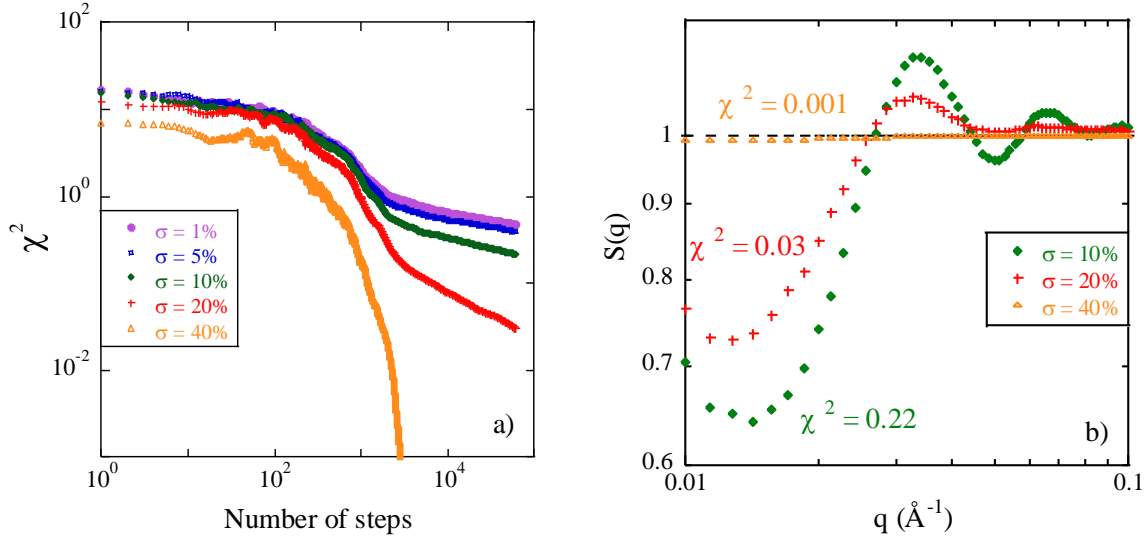 10²
10⁰
10⁻²
χ²
σ = 1%
σ = 5%
σ = 10%
σ = 20%
σ = 40%
a)
10⁰
10²
10⁴
Number of steps
1
0.9
0.8
0.7
0.6
S(q)
χ² = 0.001
χ² = 0.03
χ² = 0.22
σ = 10%
σ = 20%
σ = 40%
b)
0.01
0.1
q (Å⁻¹)